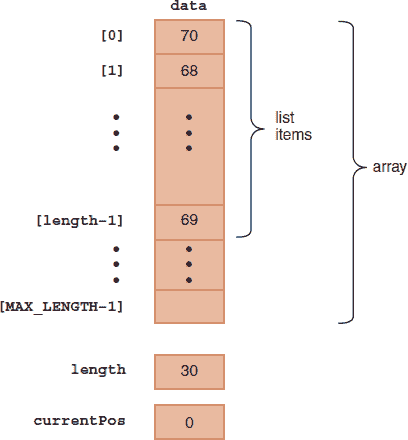 data
[0] 70
[1] 68
list
items
array
[length-1] 69
[MAX_LENGTH-1]
length 30
currentPos 0